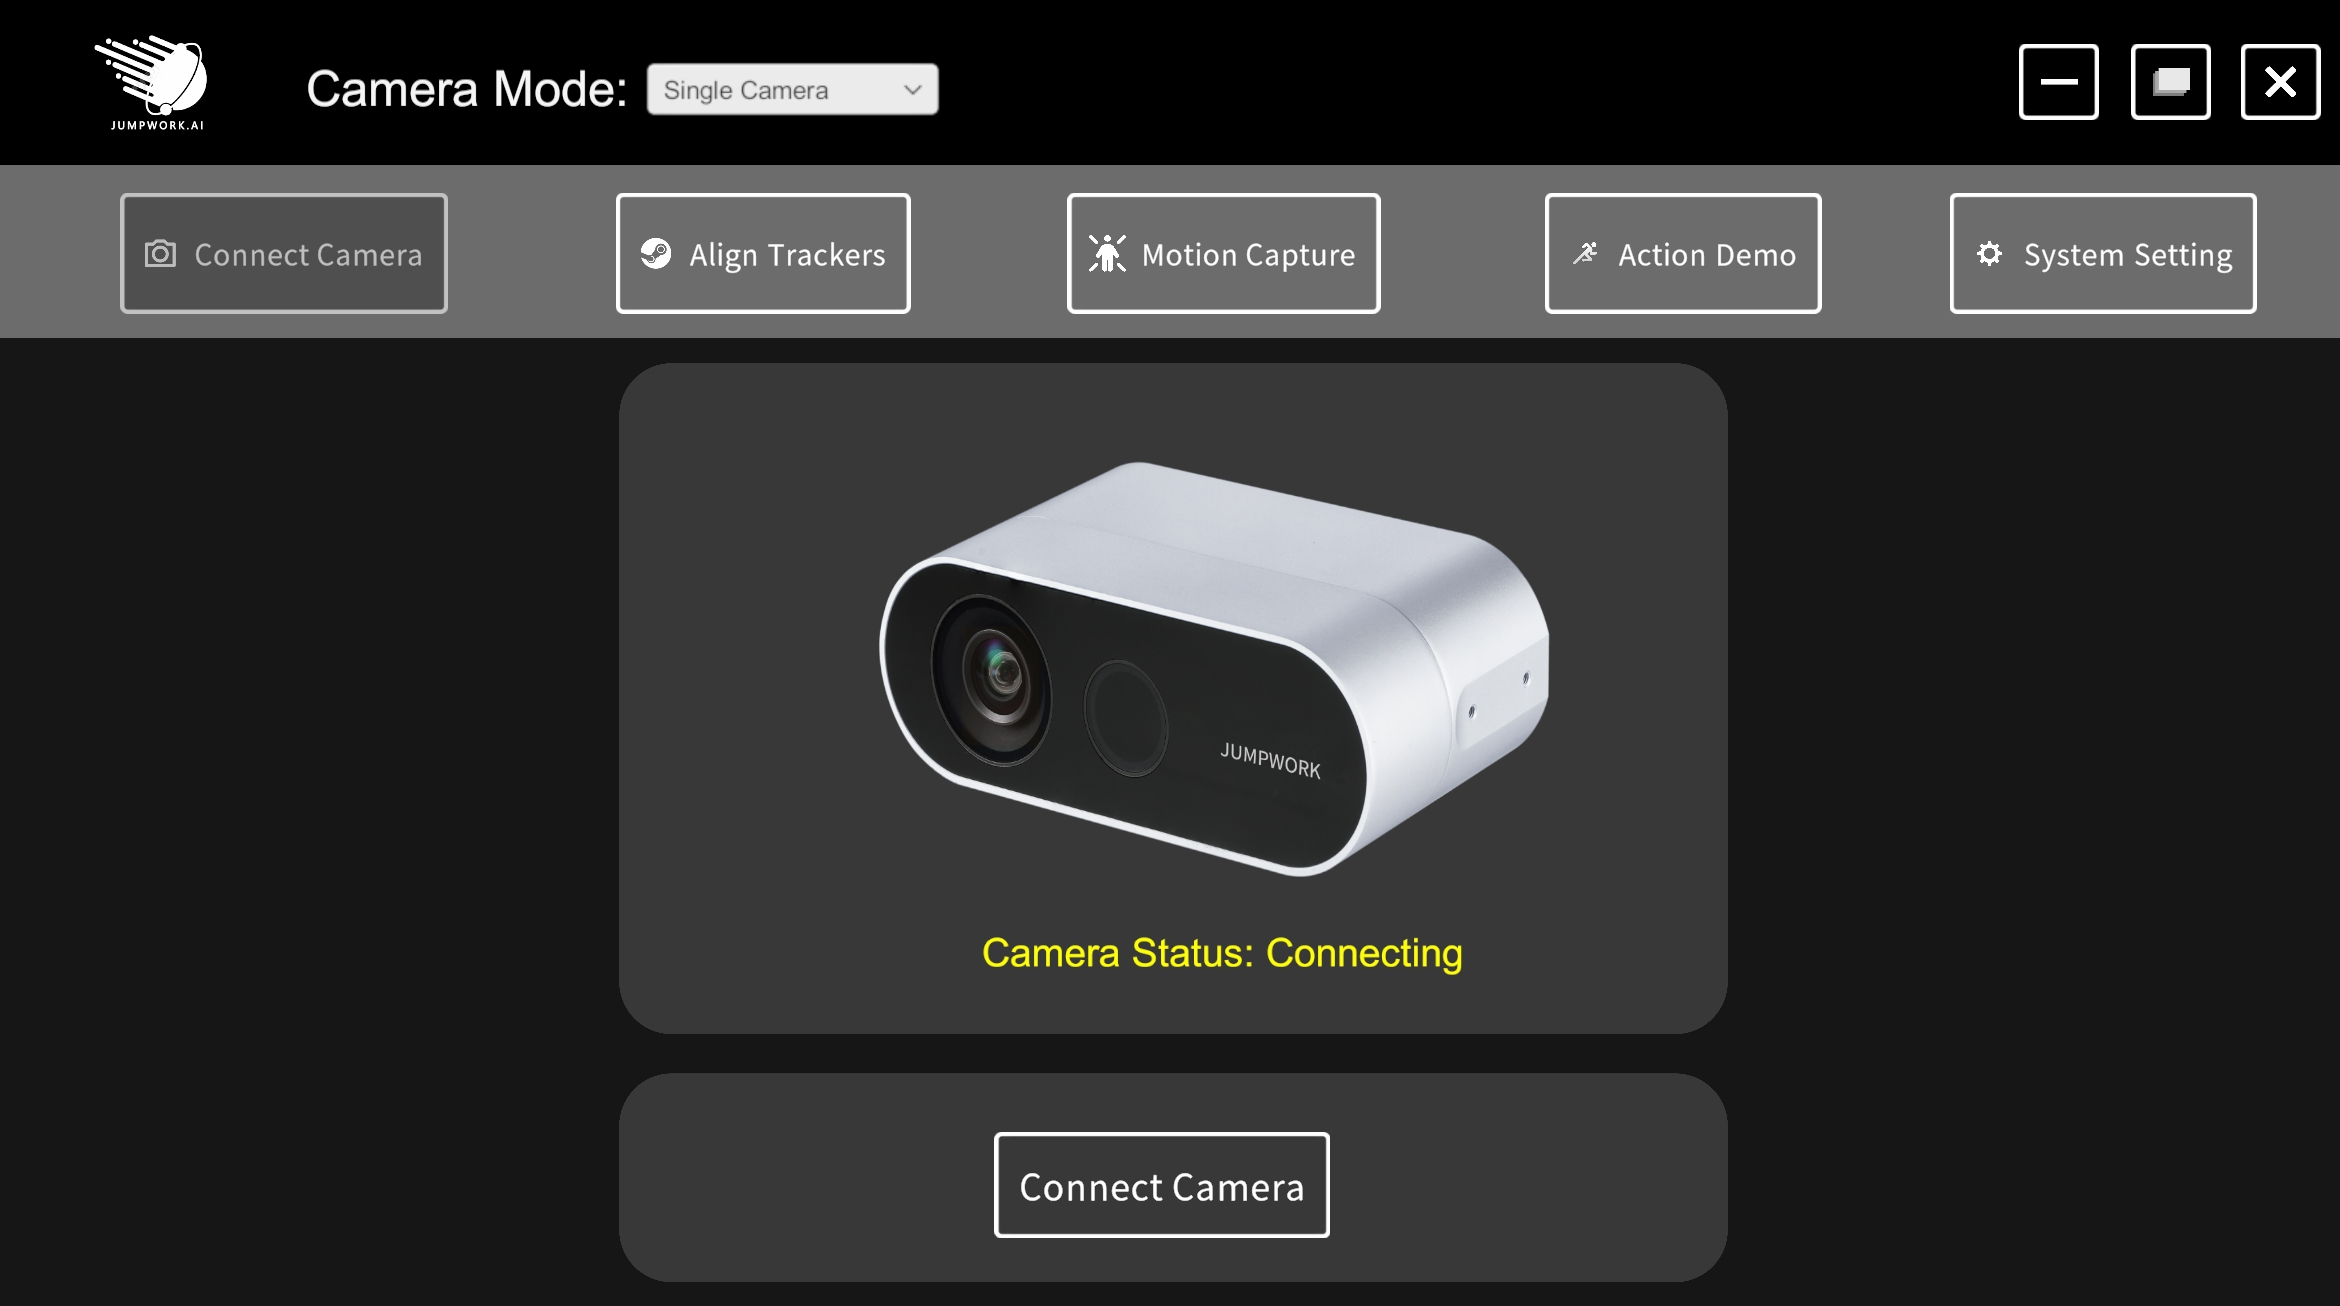 JUMPWORK.AI
Camera Mode: Single Camera
Connect Camera
Align Trackers
Motion Capture
Action Demo
System Setting
JUMPWORK
Camera Status: Connecting
Connect Camera